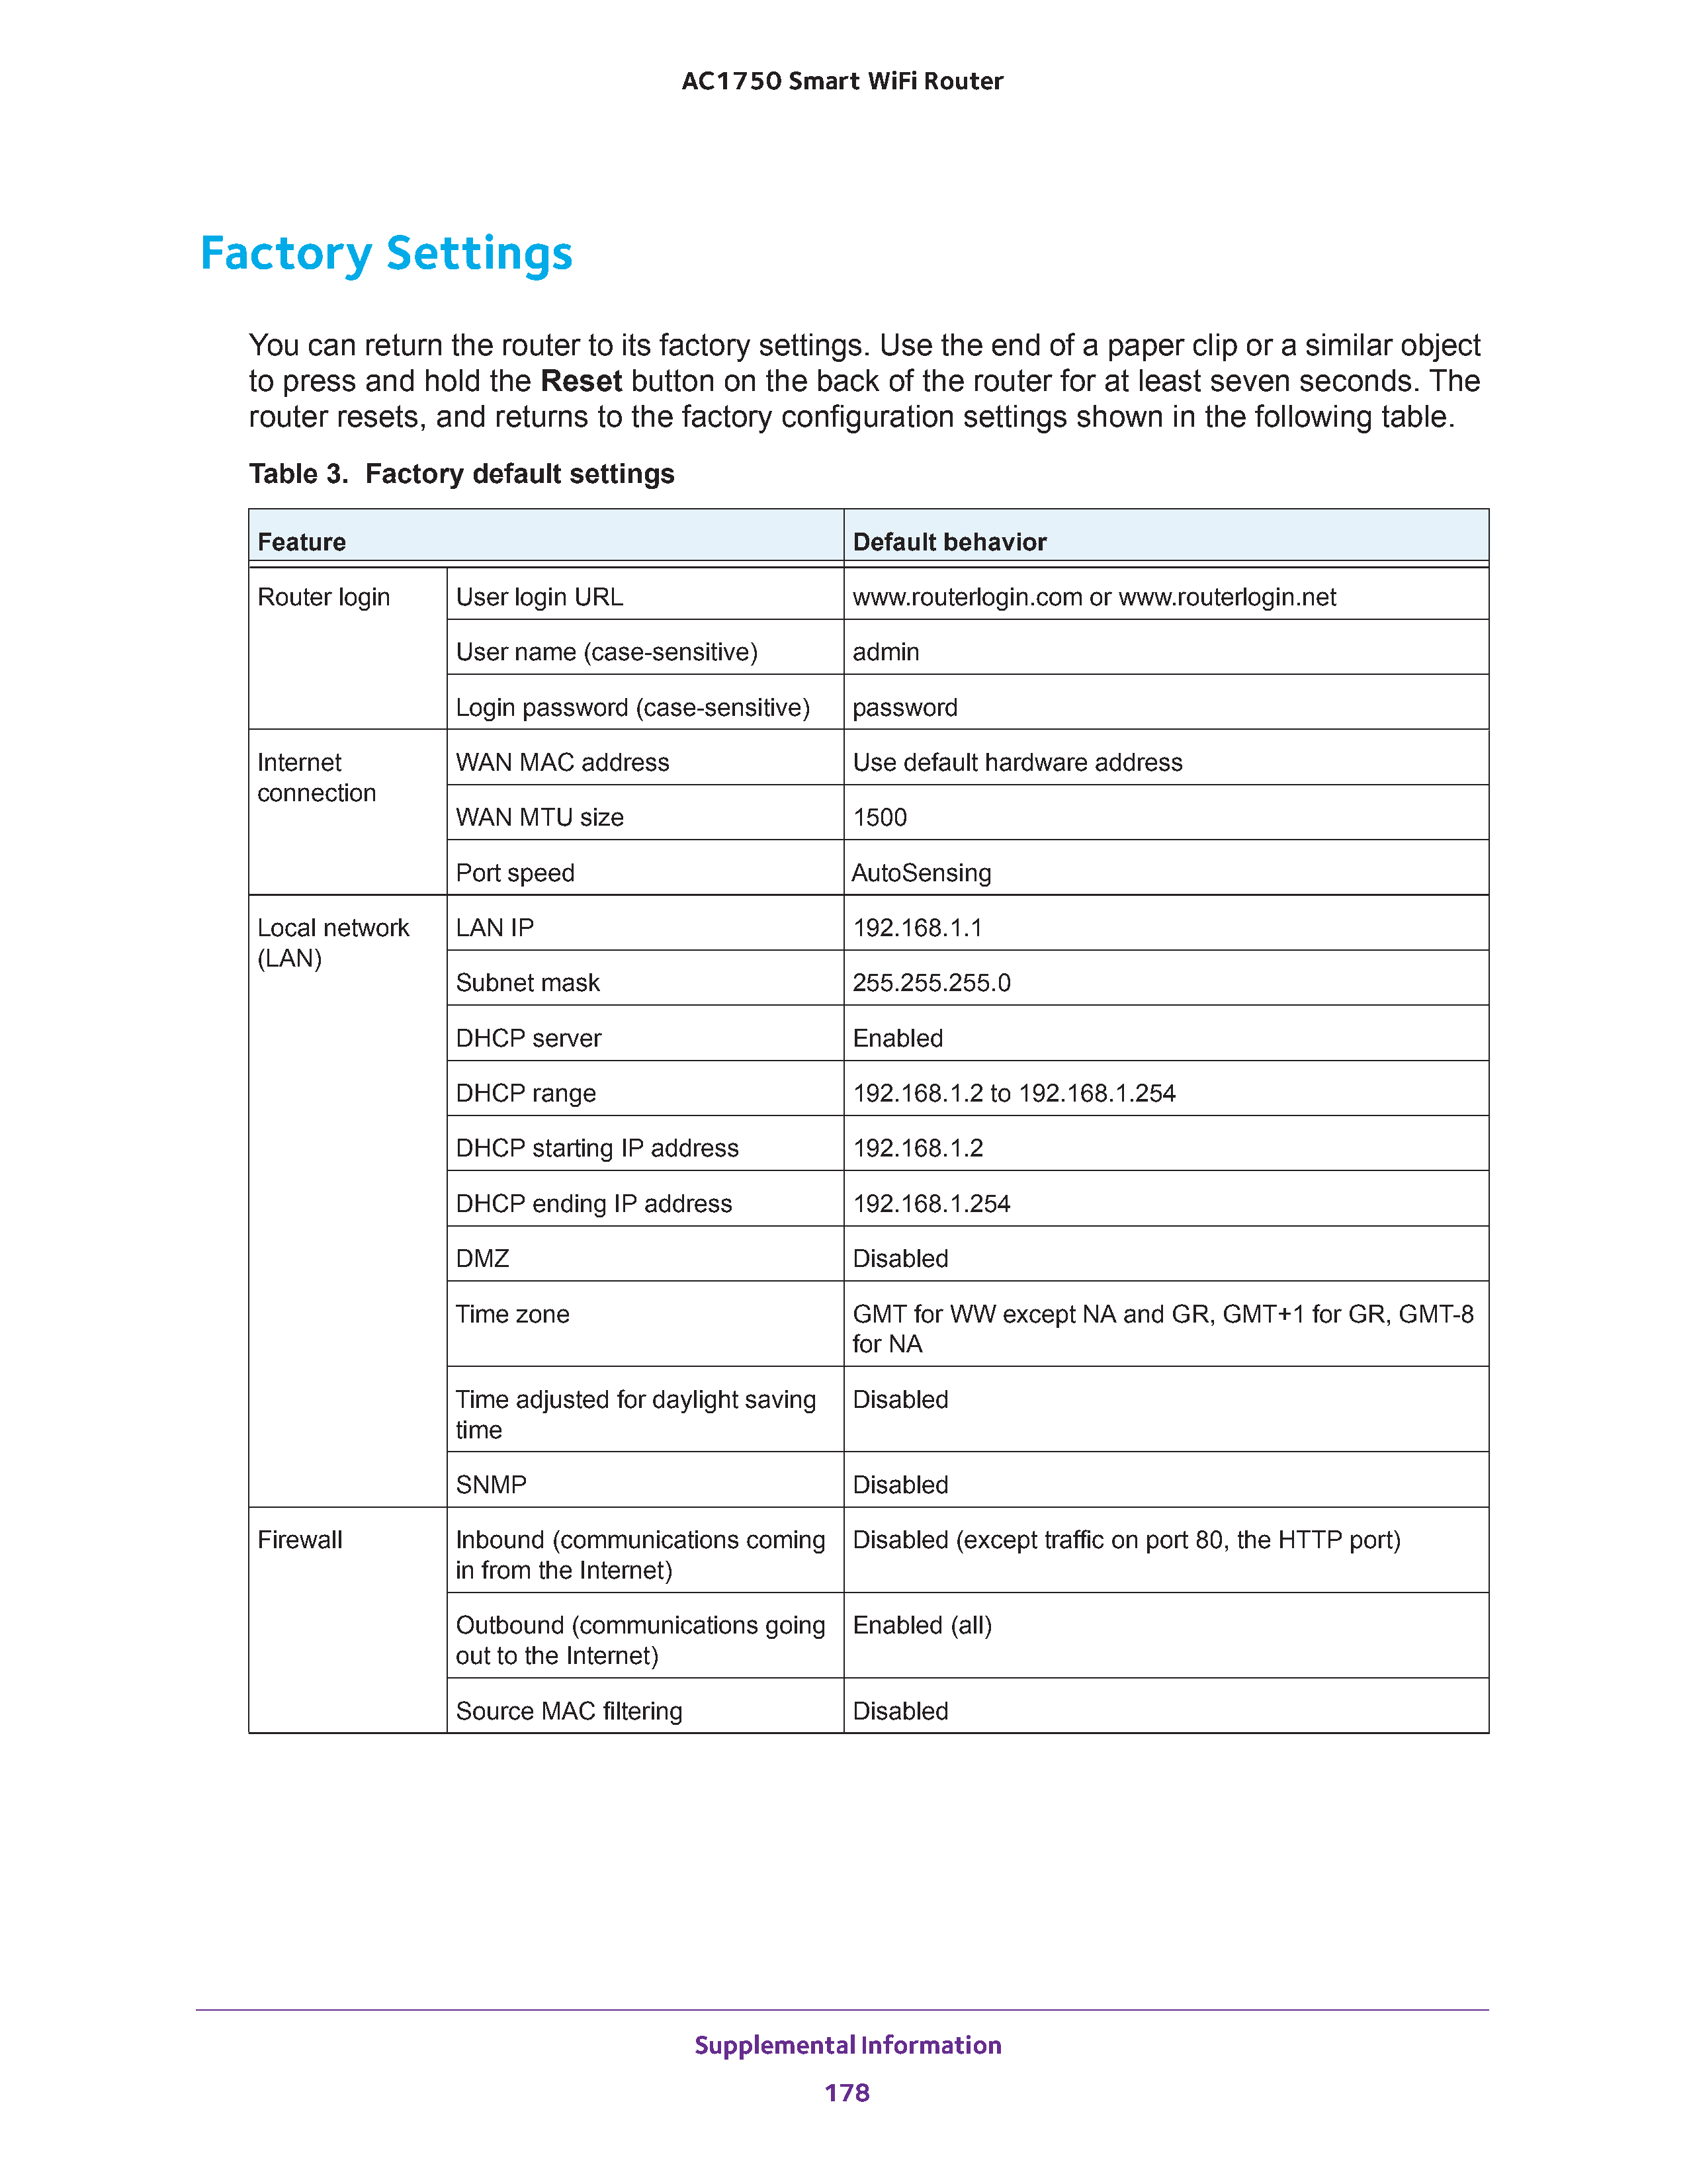 AC1750 Smart WiFi Router
Factory Settings
You can return the router to its factory settings. Use the end of a paper clip or a similar object
to press and hold the Reset button on the back of the router for at least seven seconds. The
router resets, and returns to the factory configuration settings shown in the following table.
Table 3. Factory default settings
Feature Default behavior
Router login User login URL www.routerlogin.com or www.routerlogin.net
User name (case-sensitive) admin
Login password (case-sensitive) password
Internet WAN MAC address Use default hardware address
connection
WAN MTU size 1500
Port speed AutoSensing
Local network LAN IP 192.168.1.1
(LAN)
Subnet mask 255.255.255.0
DHCP server Enabled
DHCP range 192.168.1.2 to 192.168.1.254
DHCP starting IP address 192.168.1.2
DHCP ending IP address 192.168.1.254
DMZ Disabled
Time zone GMT for WW except NA and GR, GMT+1 for GR, GMT-8
for NA
Time adjusted for daylight saving Disabled
time
SNMP Disabled
Firewall Inbound (communications coming Disabled (except traffic on port 80, the HTTP port)
in from the Internet)
Outbound (communications going Enabled (all)
out to the Internet)
Source MAC filtering Disabled
Supplemental Information
178